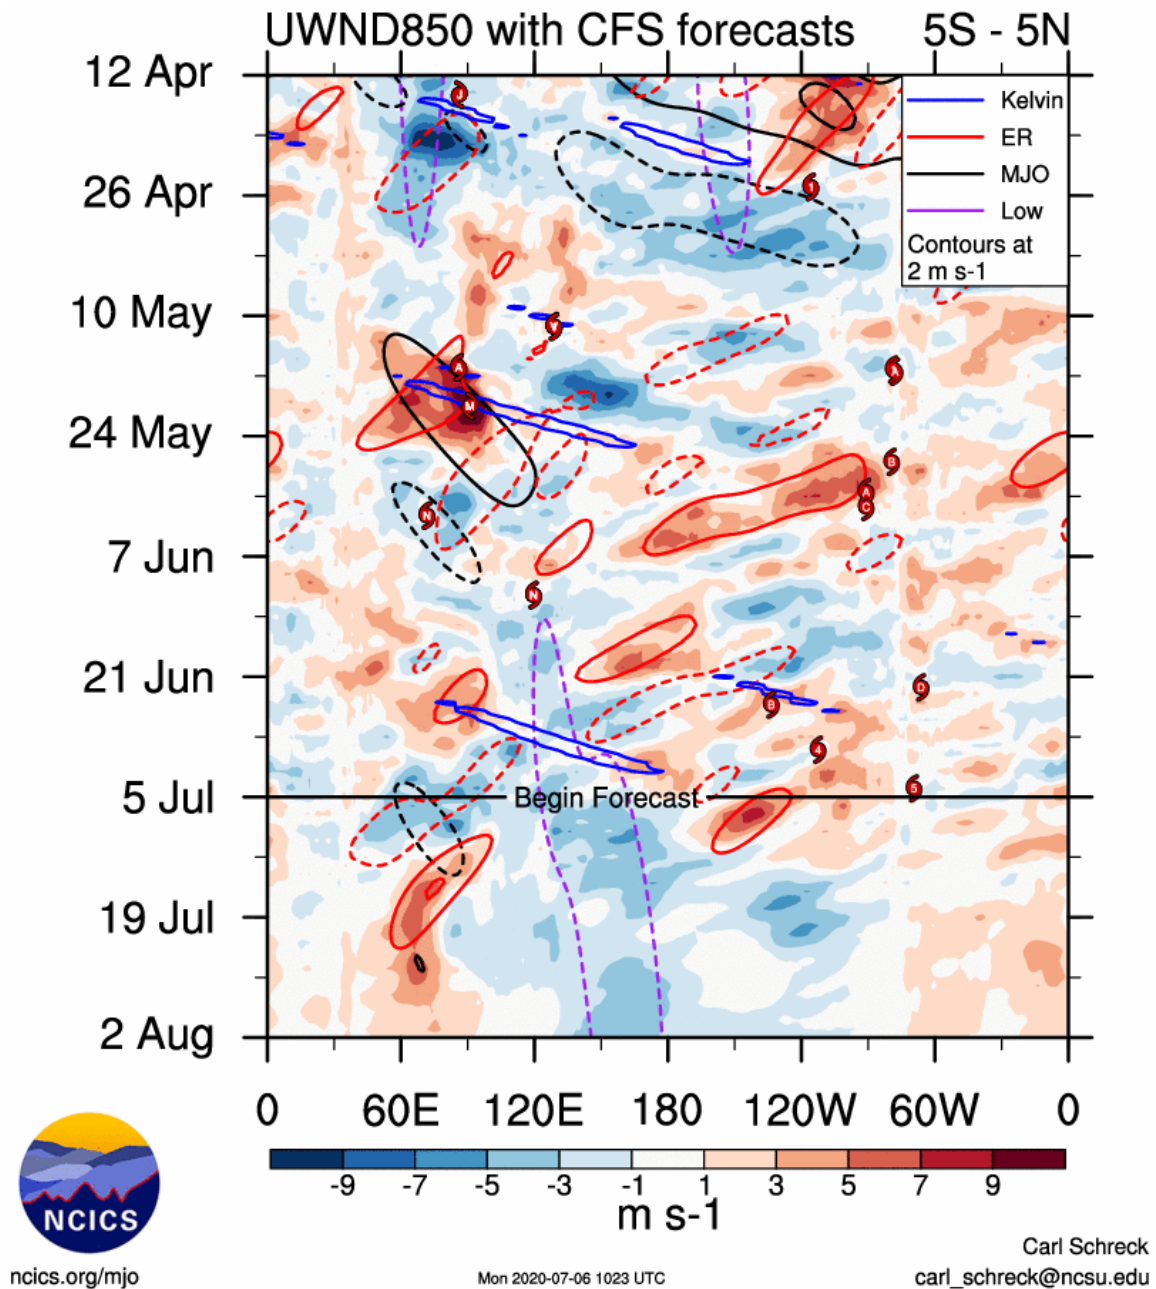 UWND850 with CFS forecasts 5S - 5N
12 Apr
26 Apr
10 May
24 May
7 Jun
21 Jun
5 Jul
19 Jul
2 Aug
Kelvin
ER
MJO
Low
Contours at
2 m s-1
J
1
V
A
M
A
B
A
C
N
N
D
B
4
5
Begin Forecast
0 60E 120E 180 120W 60W 0
-9 -7 -5 -3 -1 1 3 5 7 9
m s-1
NCICS
ncics.org/mjo
Mon 2020-07-06 1023 UTC
Carl Schreck
carl_schreck@ncsu.edu